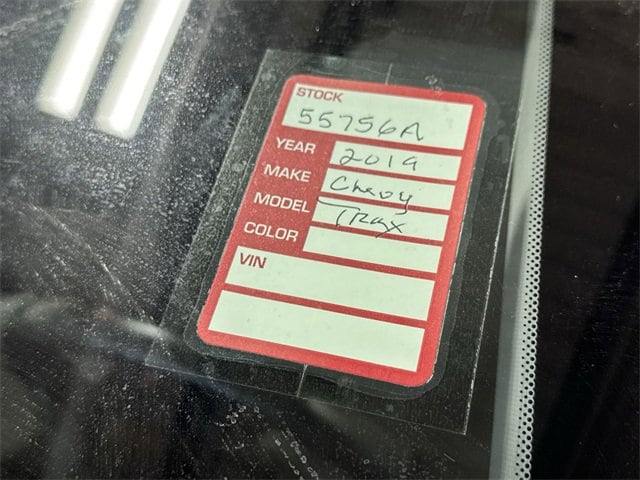 STOCK
55756A
YEAR 2019
MAKE Chevy
MODEL TRax
COLOR
VIN